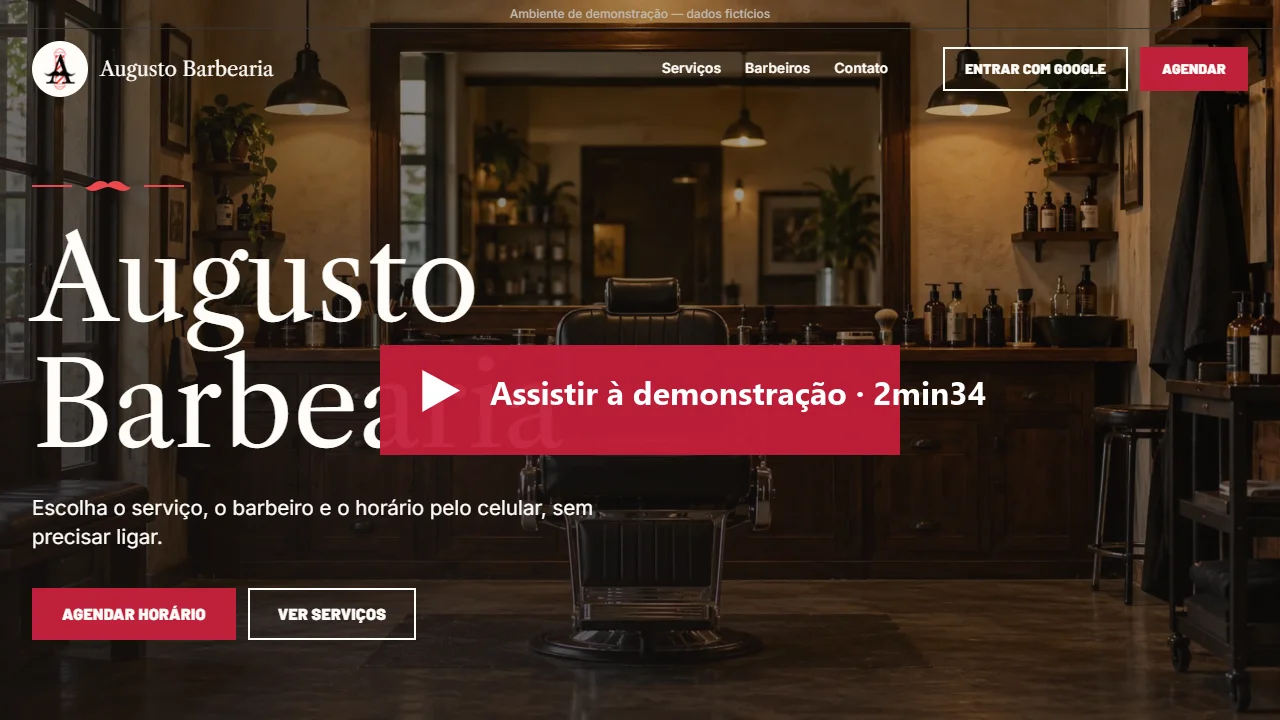 Ambiente de demonstração — dados fictícios
A
Augusto Barbearia
Serviços
Barbeiros
Contato
ENTRAR COM GOOGLE
AGENDAR
Augusto
Barbearia
Assistir à demonstração · 2min34
Escolha o serviço, o barbeiro e o horário pelo celular, sem
precisar ligar.
AGENDAR HORÁRIO
VER SERVIÇOS